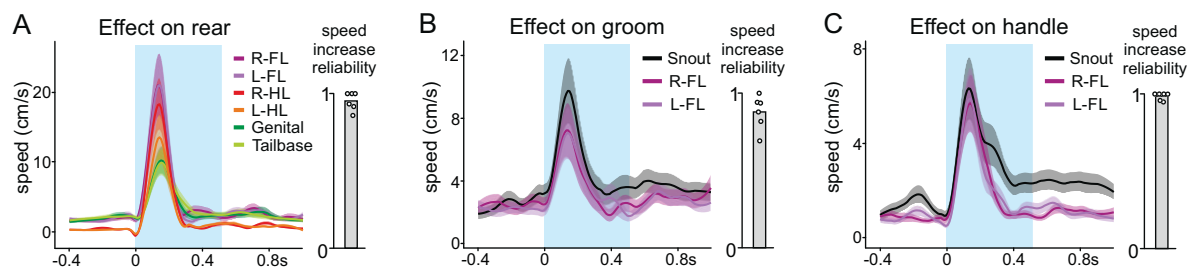 A
Effect on rear
speed (cm/s)
20
10
0
-0.4
0
0.4
0.8s
R-FL
L-FL
R-HL
L-HL
Genital
Tailbase
speed
increase
reliability
1
0
B
Effect on groom
speed (cm/s)
12
8
4
0
-0.4
0
0.4
0.8s
Snout
R-FL
L-FL
speed
increase
reliability
1
0
C
Effect on handle
speed (cm/s)
8
4
0
-0.4
0
0.4
0.8s
Snout
R-FL
L-FL
speed
increase
reliability
1
0